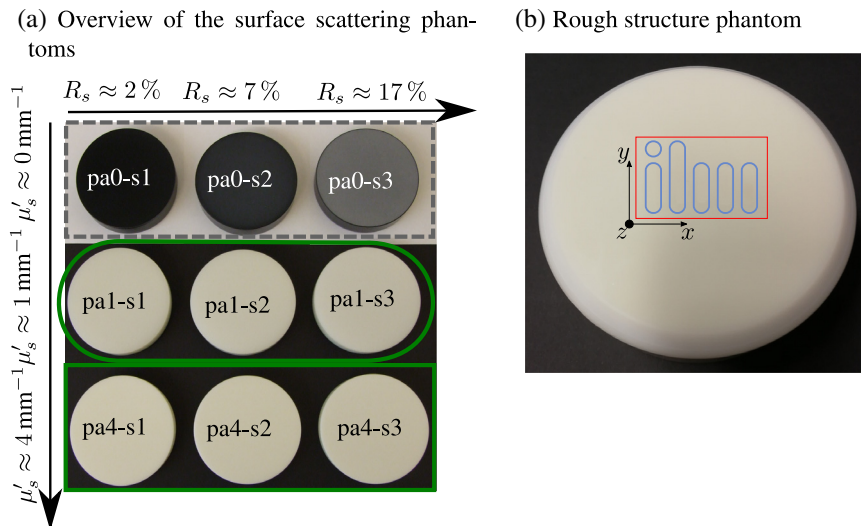 (a) Overview of the surface scattering phan-
toms
(b) Rough structure phantom
R_s ≈ 2 % R_s ≈ 7 % R_s ≈ 17 %
μ′_s ≈ 0 mm⁻¹
pa0-s1 pa0-s2 pa0-s3
μ′_s ≈ 1 mm⁻¹
pa1-s1 pa1-s2 pa1-s3
μ′_s ≈ 4 mm⁻¹
pa4-s1 pa4-s2 pa4-s3
y
z x